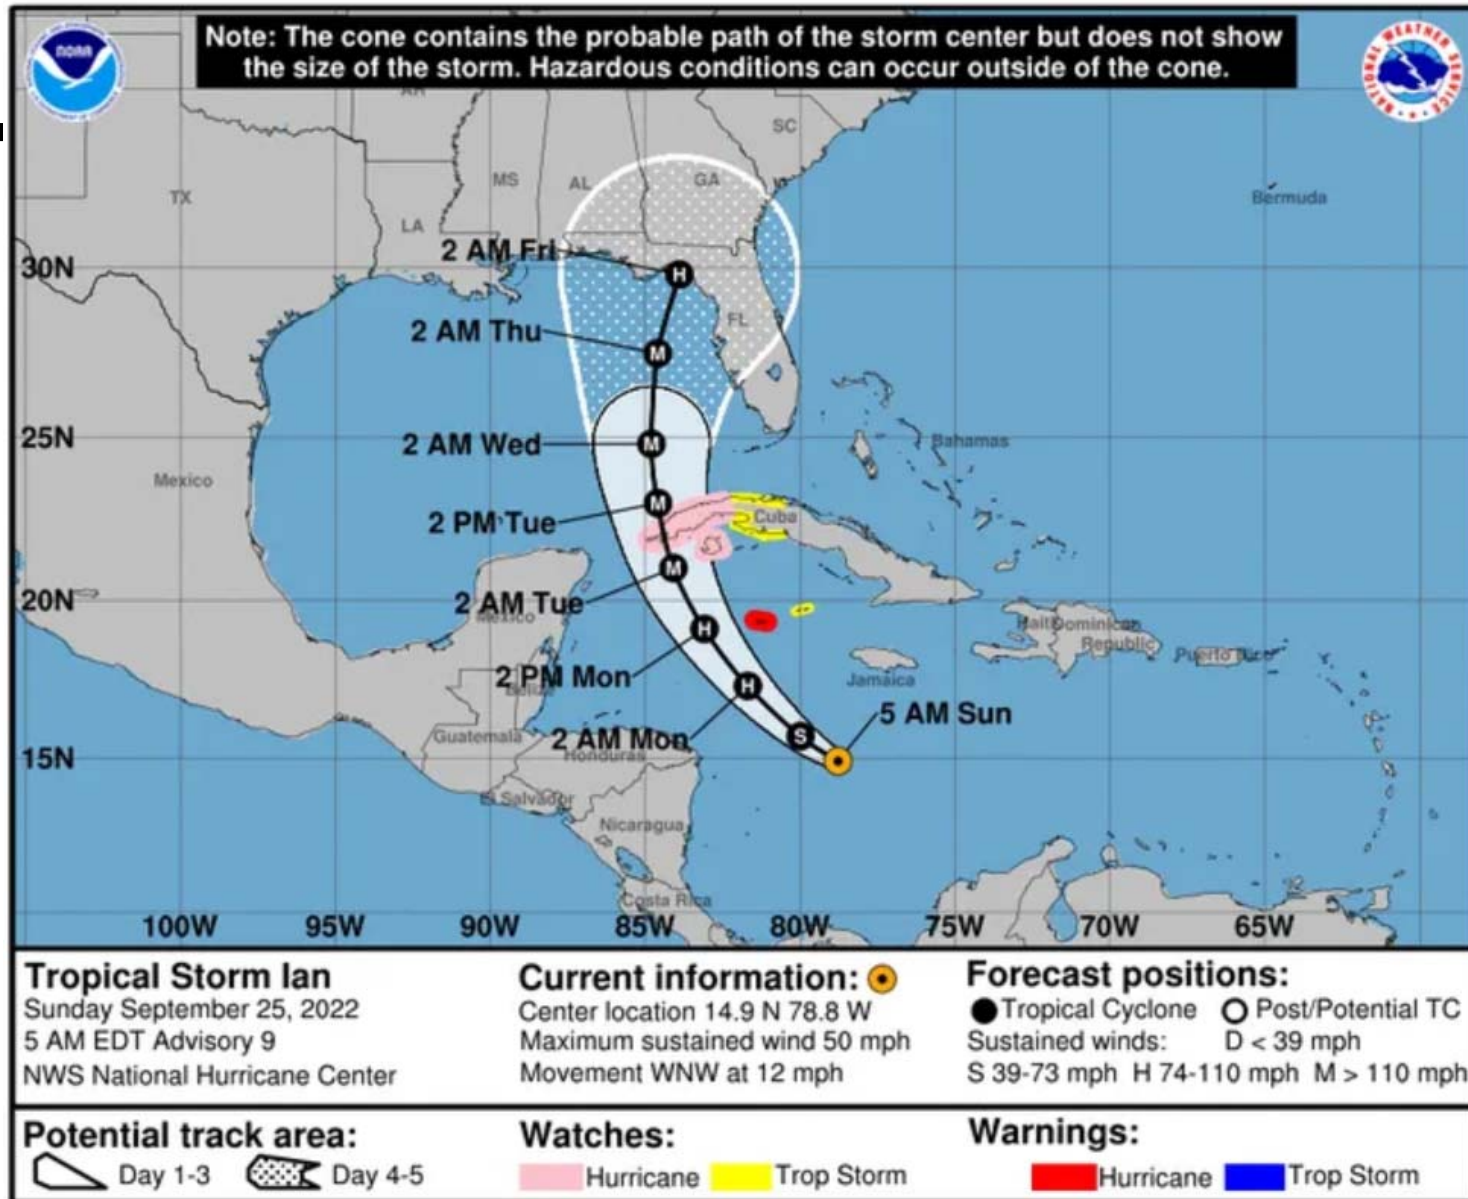 Note: The cone contains the probable path of the storm center but does not show
the size of the storm. Hazardous conditions can occur outside of the cone.
NOAA
NATIONAL WEATHER SERVICE
AR
SC
TX
MS
AL
GA
LA
Bermuda
2 AM Fri
30N
FL
2 AM Thu
25N
2 AM Wed
Bahamas
Mexico
2 PM Tue
Cuba
20N
2 AM Tue
Mexico
Haiti
Dominican
Republic
Puerto Rico
2 PM Mon
Belize
Jamaica
5 AM Sun
Guatemala
2 AM Mon
Honduras
15N
El Salvador
Nicaragua
Costa Rica
H
M
M
M
M
H
H
S
100W 95W 90W 85W 80W 75W 70W 65W
Tropical Storm Ian
Sunday September 25, 2022
5 AM EDT Advisory 9
NWS National Hurricane Center
Current information:
Center location 14.9 N 78.8 W
Maximum sustained wind 50 mph
Movement WNW at 12 mph
Forecast positions:
Tropical Cyclone Post/Potential TC
Sustained winds: D < 39 mph
S 39-73 mph H 74-110 mph M > 110 mph
Potential track area:
Day 1-3 Day 4-5
Watches:
Hurricane Trop Storm
Warnings:
Hurricane Trop Storm